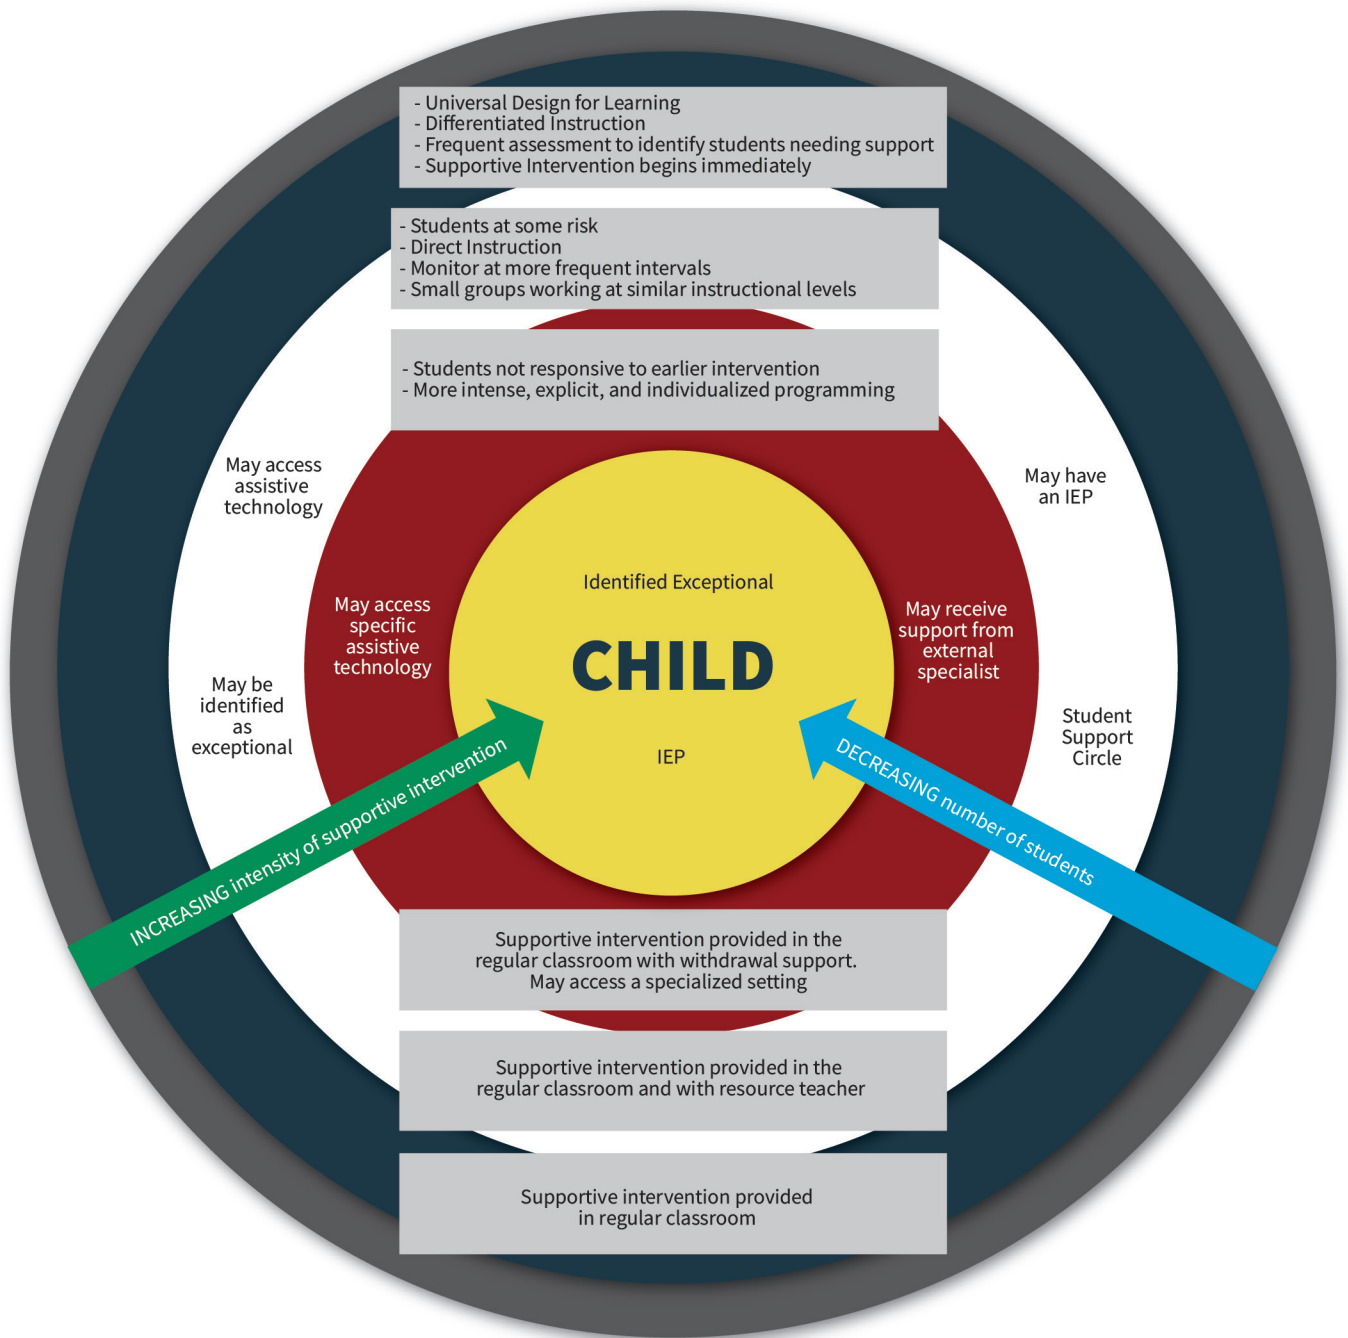 - Universal Design for Learning
- Differentiated Instruction
- Frequent assessment to identify students needing support
- Supportive Intervention begins immediately
- Students at some risk
- Direct Instruction
- Monitor at more frequent intervals
- Small groups working at similar instructional levels
- Students not responsive to earlier intervention
- More intense, explicit, and individualized programming
May access
assistive
technology
May have
an IEP
Identified Exceptional
May access
specific
assistive
technology
CHILD
May receive
support from
external
specialist
May be
identified
as
exceptional
Student
Support
Circle
IEP
INCREASING intensity of supportive intervention
DECREASING number of students
Supportive intervention provided in the
regular classroom with withdrawal support.
May access a specialized setting
Supportive intervention provided in the
regular classroom and with resource teacher
Supportive intervention provided
in regular classroom